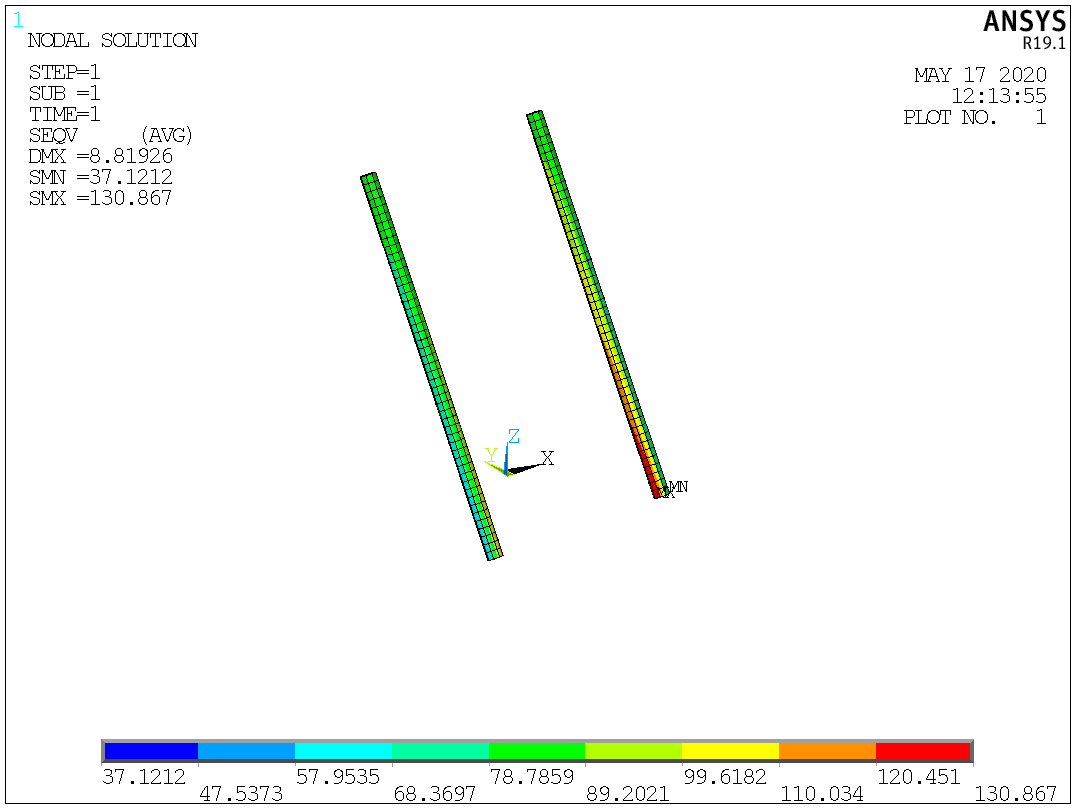 1
NODAL SOLUTION
STEP=1
SUB =1
TIME=1
SEQV (AVG)
DMX =8.81926
SMN =37.1212
SMX =130.867
ANSYS
R19.1
MAY 17 2020
12:13:55
PLOT NO. 1
Z
Y
X
MN
37.1212
47.5373
57.9535
68.3697
78.7859
89.2021
99.6182
110.034
120.451
130.867